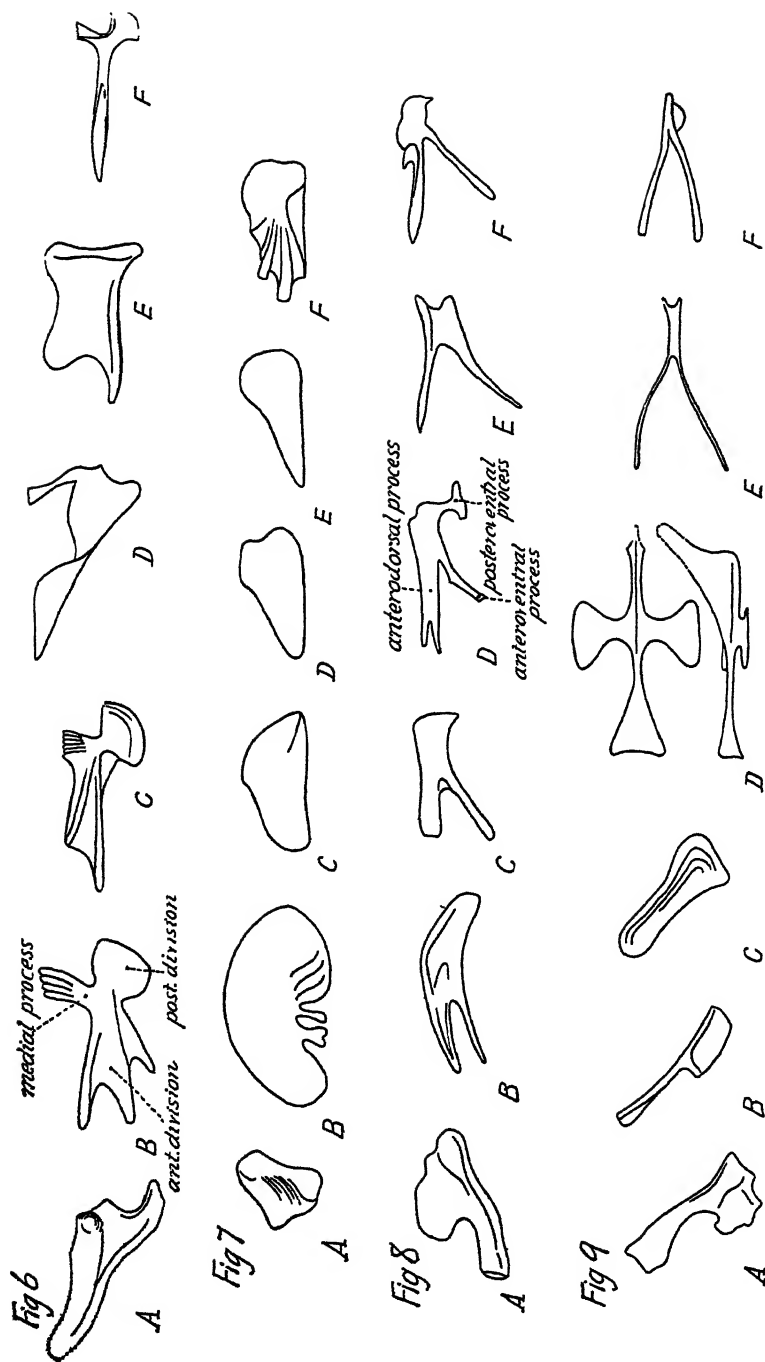 Fig 6
A
B
ant. division
medial process
post. division
C
D
E
F
Fig 7
A
B
C
D
E
F
Fig 8
A
B
C
D
anterodorsal process
anteroventral
process
posteroventral
process
E
F
Fig 9
A
B
C
D
E
F